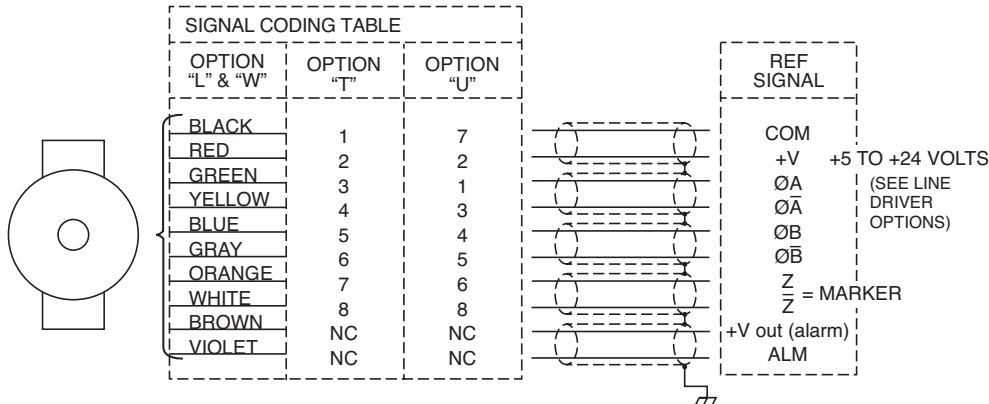 SIGNAL CODING TABLE
OPTION "L" & "W" OPTION "T" OPTION "U" REF SIGNAL
BLACK 1 7 COM
RED 2 2 +V +5 TO +24 VOLTS
GREEN 3 1 ØA (SEE LINE
YELLOW 4 3 ØA̅ DRIVER
BLUE 5 4 ØB OPTIONS)
GRAY 6 5 ØB̅
ORANGE 7 6 Z
WHITE 8 8 Z̅ = MARKER
BROWN NC NC +V out (alarm)
VIOLET NC NC ALM